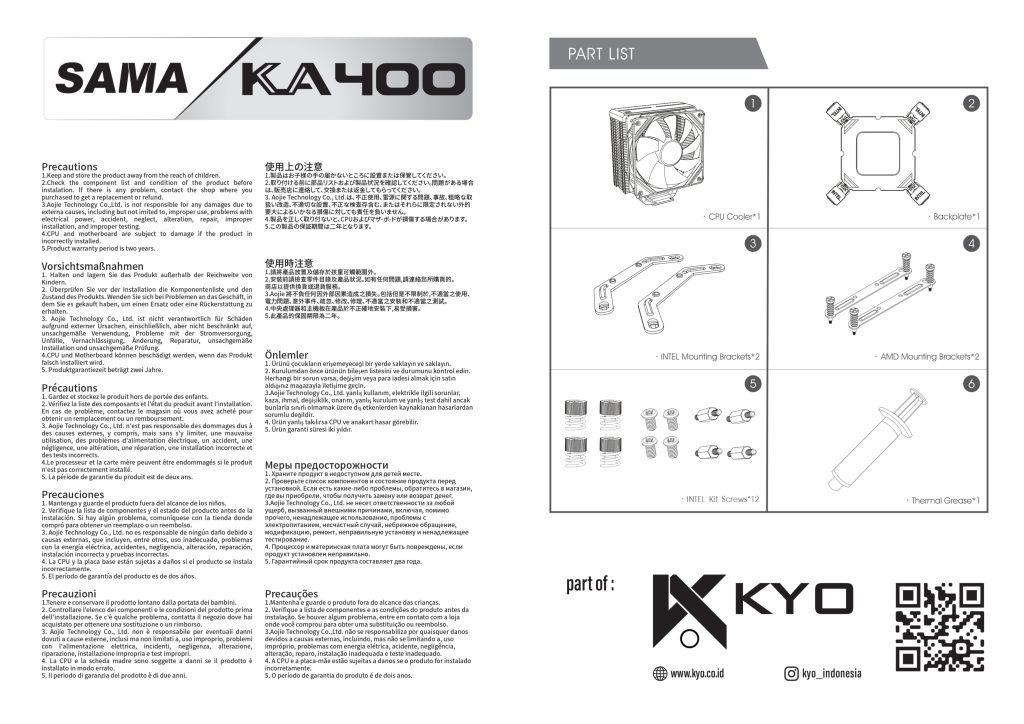 SAMA KA400
Precautions
1.Keep and store the product away from the reach of children.
2.Check the component list and condition of the product before
instalation. If there is any problem, contact the shop where you
purchased to get a replacement or refund.
3.Aojie Technology Co.,Ltd. is not responsible for any damages due to
externa causes, including but not imited to, improper use, problems with
electrical power, accident, neglect, alteration, repair, improper
installation, and improper testing.
4.CPU and motherboard are subject to damage if the product in
incorrectly installed.
5.Product warranty period is two years.
Vorsichtsmaßnahmen
1. Halten und lagern Sie das Produkt außerhalb der Reichweite von
Kindern.
2. Überprüfen Sie vor der Installation die Komponentenliste und den
Zustand des Produkts. Wenden Sie sich bei Problemen an das Geschäft, in
dem Sie es gekauft haben, um einen Ersatz oder eine Rückerstattung zu
erhalten.
3. Aojie Technology Co., Ltd. ist nicht verantwortlich für Schäden
aufgrund externer Ursachen, einschließlich, aber nicht beschränkt auf,
unsachgemäße Verwendung, Probleme mit der Stromversorgung,
Unfälle, Vernachlässigung, Änderung, Reparatur, unsachgemäße
Installation und unsachgemäße Prüfung.
4.CPU und Motherboard können beschädigt werden, wenn das Produkt
falsch installiert wird.
5. Produktgarantiezeit beträgt zwei Jahre.
Précautions
1. Gardez et stockez le produit hors de portée des enfants.
2. Vérifiez la liste des composants et l'état du produit avant l'installation.
En cas de problème, contactez le magasin où vous avez acheté pour
obtenir un remplacement ou un remboursement.
3. Aojie Technology Co., Ltd. n'est pas responsable des dommages dus à
des causes externes, y compris, mais sans s'y limiter, une mauvaise
utilisation, des problèmes d'alimentation électrique, un accident, une
négligence, une altération, une réparation, une installation incorrecte et
des tests incorrects.
4.Le processeur et la carte mère peuvent être endommagés si le produit
n'est pas correctement installé.
5. La période de garantie du produit est de deux ans.
Precauciones
1. Mantenga y guarde el producto fuera del alcance de los niños.
2. Verifique la lista de componentes y el estado del producto antes de la
instalación. Si hay algún problema, comuníquese con la tienda donde
compró para obtener un reemplazo o un reembolso.
3. Aojie Technology Co., Ltd. no es responsable de ningún daño debido a
causas externas, que incluyen, entre otros, uso inadecuado, problemas
con la energía eléctrica, accidentes, negligencia, alteración, reparación,
instalación incorrecta y pruebas incorrectas.
4. La CPU y la placa base están sujetas a daños si el producto se instala
incorrectamente.
5. El período de garantía del producto es de dos años.
Precauzioni
1.Tenere e conservare il prodotto lontano dalla portata dei bambini.
2. Controllare l'elenco dei componenti e le condizioni del prodotto prima
dell'installazione. Se c'è qualche problema, contatta il negozio dove hai
acquistato per ottenere una sostituzione o un rimborso.
3. Aojie Technology Co., Ltd. non è responsabile per eventuali danni
dovuti a cause esterne, inclusi ma non limitati a, uso improprio, problemi
con l'alimentazione elettrica, incidenti, negligenza, alterazione,
riparazione, installazione impropria e test impropri.
4. La CPU e la scheda madre sono soggette a danni se il prodotto è
installato in modo errato.
5. Il periodo di garanzia del prodotto è di due anni.
使用上の注意
1.製品はお子様の手の届かないところに設置または保管してください。
2.取り付ける前に部品リストおよび製品状況を確認してください。問題がある場合
は、販売店に連絡して、交換または返金してもらってください。
3. Aojie Technology Co., Ltd.は、不正使用、電源に関する問題、事故、粗略な取
扱い改造、不適切な設置、不正な検査存含む、またはそれらに限定されない外的
要大によるいかなる損傷に対しても責任を負いません。
4.製品を正しく取り付ないと、CPUおよびマザ-ボ-ドが損傷する場合があります。
5.この製品の保証期間は二年となります。
使用時注意
1.請將產品放置及儲存於孩童可觸範圍外。
2.安裝前請檢查零件目錄及產品狀況。如有任何問題,請連絡您所購買的。
商店以提供換貨或退貨服務。
3.Aojie 將不負任何因外部因素造成之損失。包括但是不限制於,不適當之使用、
電力問題、意外事件、疏忽、修改、修理、不適當之安裝和不適當之測試。
4.中央處理器和主機板在產品於不正確地安裝下,易受損害。
5.此產品的保固期限為二年。
Önlemler
1. Ürünü çocukların erişemeyeceği bir yerde saklayın ve saklayın.
2. Kurulumdan önce ürünün bileşen listesini ve durumunu kontrol edin.
Herhangi bir sorun varsa, değişim veya para iadesi almak için satın
aldığınız mağazayla iletişime geçin.
3.Aojie Technology Co., Ltd. yanlış kullanım, elektrikle ilgili sorunlar,
kaza, ihmal, değişiklik, onarım, yanlış kurulum ve yanlış test dahil ancak
bunlarla sınırlı olmamak üzere dış etkenlerden kaynaklanan hasarlardan
sorumlu değildir.
4. Ürün yanlış takılırsa CPU ve anakart hasar görebilir.
5. Ürün garanti süresi iki yıldır.
Меры предосторожности
1. Храните продукт в недоступном для детей месте.
2. Проверьте список компонентов и состояние продукта перед
установкой. Если есть какие-либо проблемы, обратитесь в магазин,
где вы приобрели, чтобы получить замену или возврат денег.
3.Aojie Technology Co., Ltd. не несет ответственности за любой
ущерб, вызванный внешними причинами, включая, помимо
прочего, ненадлежащее использование, проблемы с
электропитанием, несчастный случай, небрежное обращение,
модификацию, ремонт, неправильную установку и ненадлежащее
тестирование.
4. Процессор и материнская плата могут быть повреждены, если
продукт установлен неправильно.
5. Гарантийный срок продукта составляет два года.
Precauções
1.Mantenha e guarde o produto fora do alcance das crianças.
2. Verifique a lista de componentes e as condições do produto antes da
instalação. Se houver algum problema, entre em contato com a loja
onde você comprou para obter uma substituição ou reembolso.
3.Aojie Technology Co.,Ltd. não se responsabiliza por quaisquer danos
devidos a causas externas, incluindo, mas não se limitando a, uso
impróprio, problemas com energia elétrica, acidente, negligência,
alteração, reparo, instalação inadequada e teste inadequado.
4. A CPU e a placa-mãe estão sujeitas a danos se o produto for instalado
incorretamente.
5. O período de garantia do produto é de dois anos.
PART LIST
1
· CPU Cooler*1
2
· Backplate*1
3
· INTEL Mounting Brackets*2
4
· AMD Mounting Brackets*2
5
· INTEL Kit Screws*12
6
· Thermal Grease*1
part of :
KYO
www.kyo.co.id
kyo_indonesia